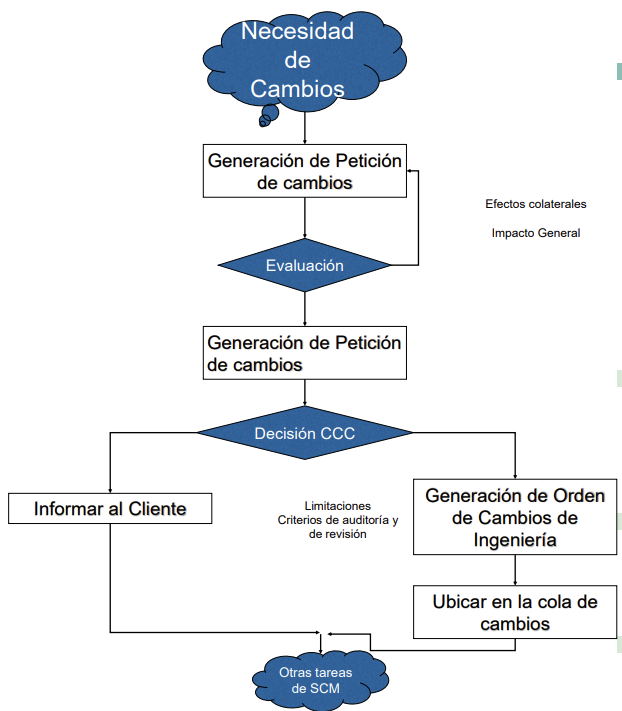 Necesidad
de
Cambios
Generación de Petición
de cambios
Efectos colaterales
Impacto General
Evaluación
Generación de Petición
de cambios
Decisión CCC
Informar al Cliente
Limitaciones
Criterios de auditoría y
de revisión
Generación de Orden
de Cambios de
Ingeniería
Ubicar en la cola de
cambios
Otras tareas
de SCM